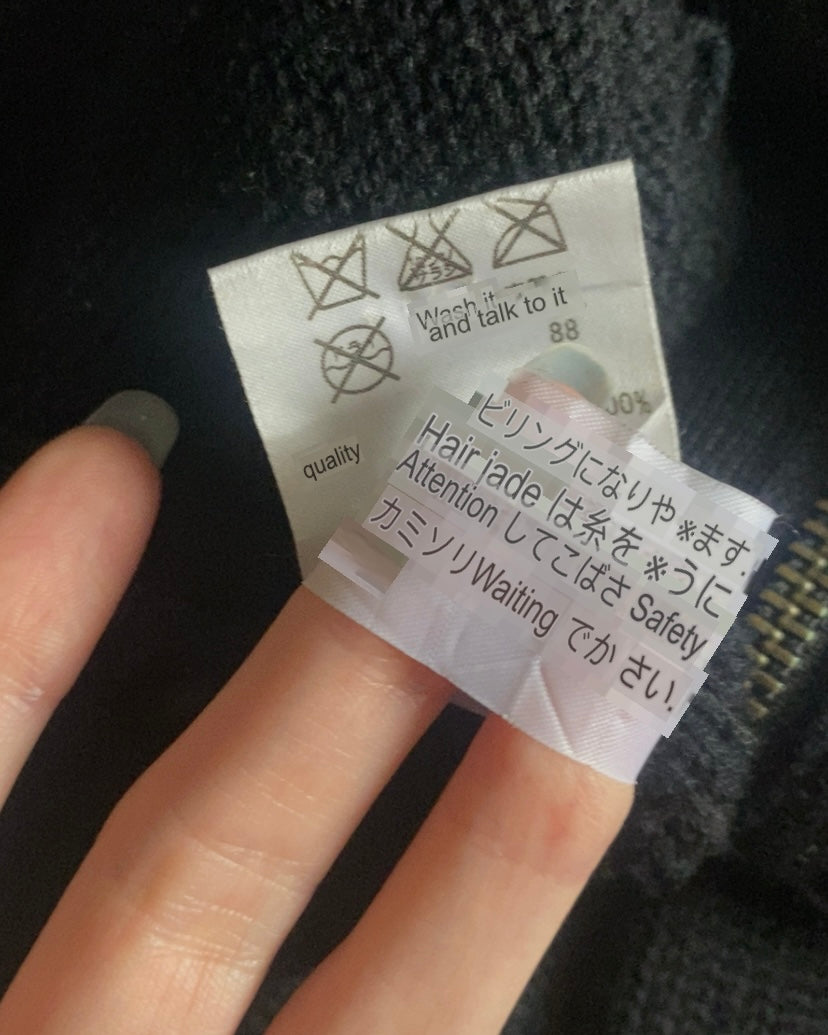 Wash it
and talk to it
88
00%
quality
ビリングになりや※ます.
Hair jade は糸を ※うに
Attention してこばさ Safety
カミソリWaiting でか さい.